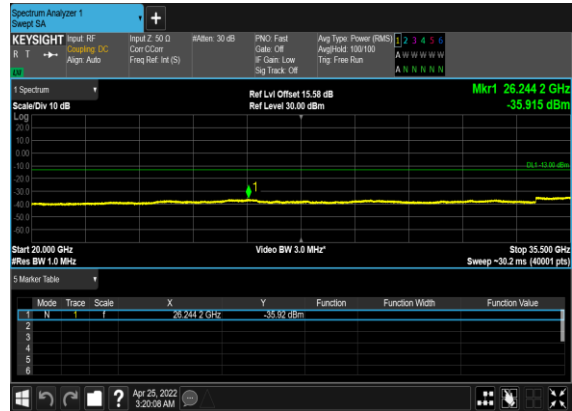 Spectrum Analyzer 1
Swept SA
+
KEYSIGHT Input: RF Input Z: 50 Ω #Atten: 30 dB PNO: Fast Avg Type: Power (RMS) 1 2 3 4 5 6
R T Coupling: DC Corr CCorr Gate: Off Avg|Hold: 100/100 A W W W W W
Align: Auto Freq Ref: Int (S) IF Gain: Low Trig: Free Run
Sig Track: Off A N N N N N
1 Spectrum Ref Lvl Offset 15.58 dB Mkr1 26.244 2 GHz
Scale/Div 10 dB Ref Level 30.00 dBm -35.915 dBm
Log
20.0
10.0
0.00
-10.0 DL1 -13.00 dBm
-20.0
-30.0 1
-40.0
-50.0
-60.0
Start 20.000 GHz Video BW 3.0 MHz* Stop 35.500 GHz
#Res BW 1.0 MHz Sweep ~30.2 ms (40001 pts)
5 Marker Table
Mode Trace Scale X Y Function Function Width Function Value
1 N 1 f 26.244 2 GHz -35.92 dBm
2
3
4
5
6
? Apr 25, 2022
3:20:08 AM